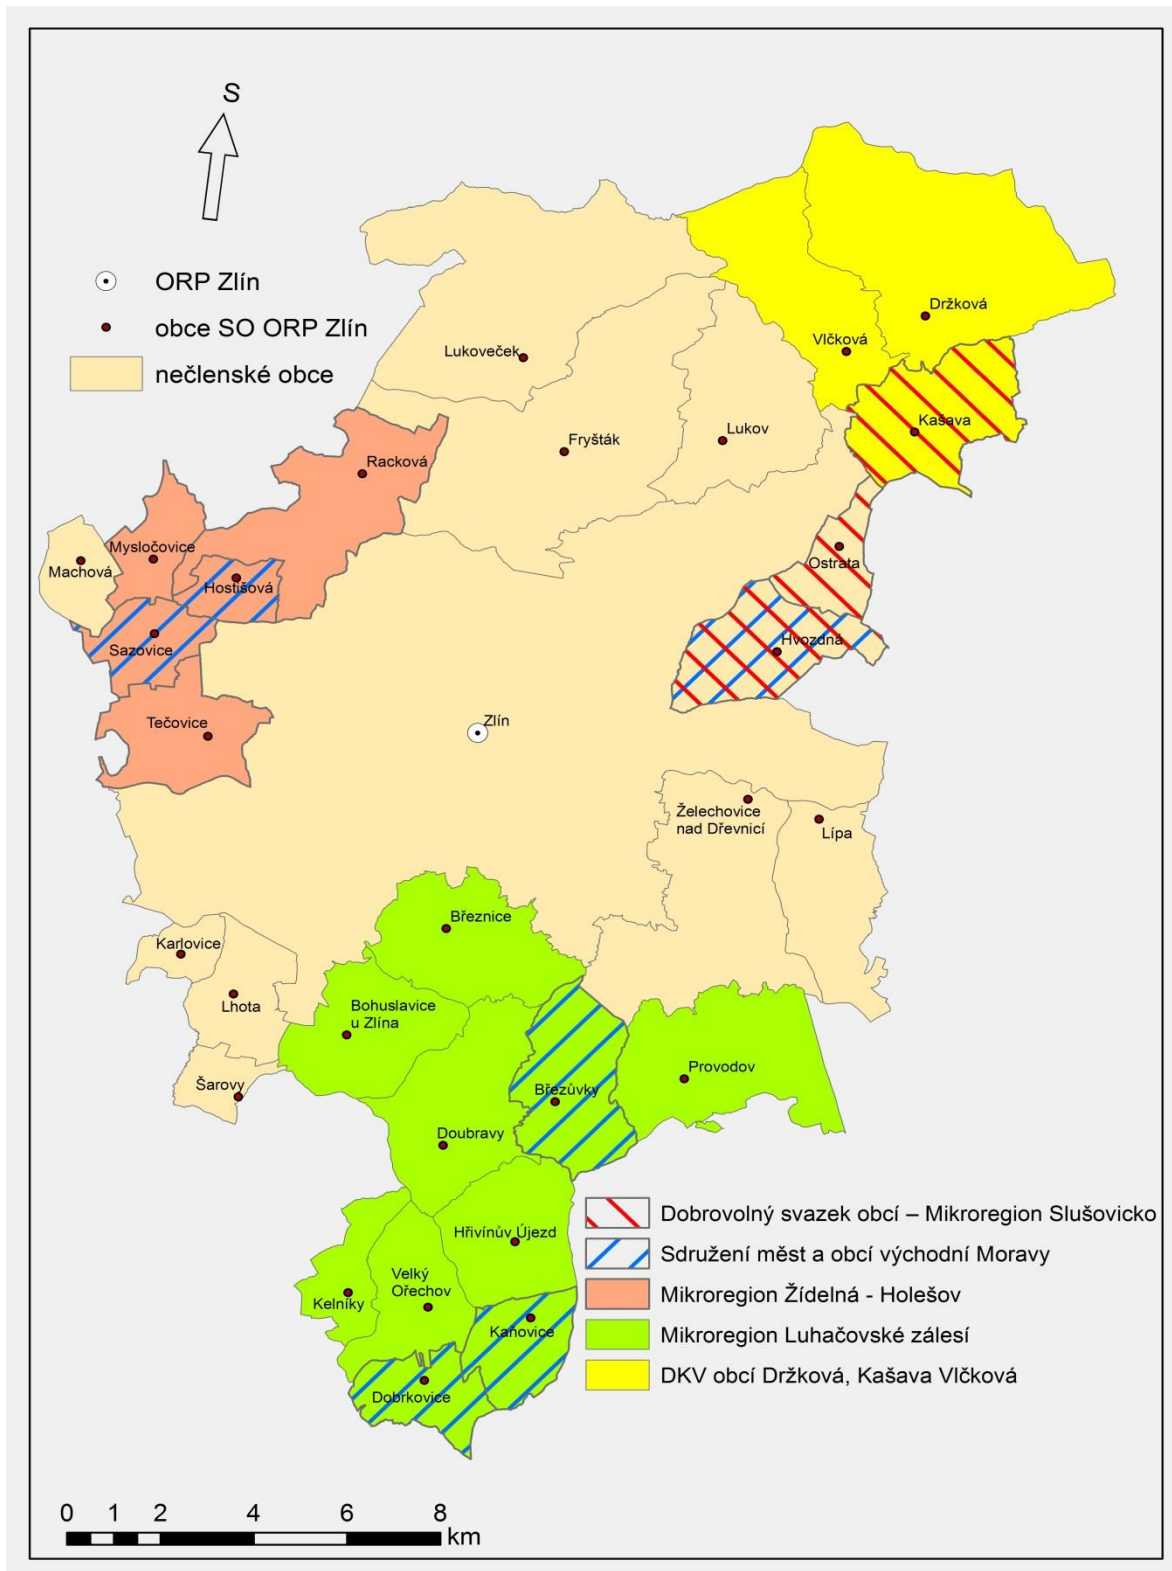 S
ORP Zlín
obce SO ORP Zlín
nečlenské obce
Držková
Vlčková
Lukoveček
Kašava
Lukov
Fryšták
Racková
Mysločovice
Machová
Hostišová
Ostrata
Sazovice
Hvozdná
Tečovice
Zlín
Želechovice
nad Dřevnicí
Lípa
Březnice
Karlovice
Lhota
Bohuslavice
u Zlína
Provodov
Šarovy
Březůvky
Doubravy
Hřivínův Újezd
Velký
Ořechov
Kelníky
Kaňovice
Dobrkovice
Dobrovolný svazek obcí – Mikroregion Slušovicko
Sdružení měst a obcí východní Moravy
Mikroregion Žídelná - Holešov
Mikroregion Luhačovské zálesí
DKV obcí Držková, Kašava Vlčková
0 1 2 4 6 8
km